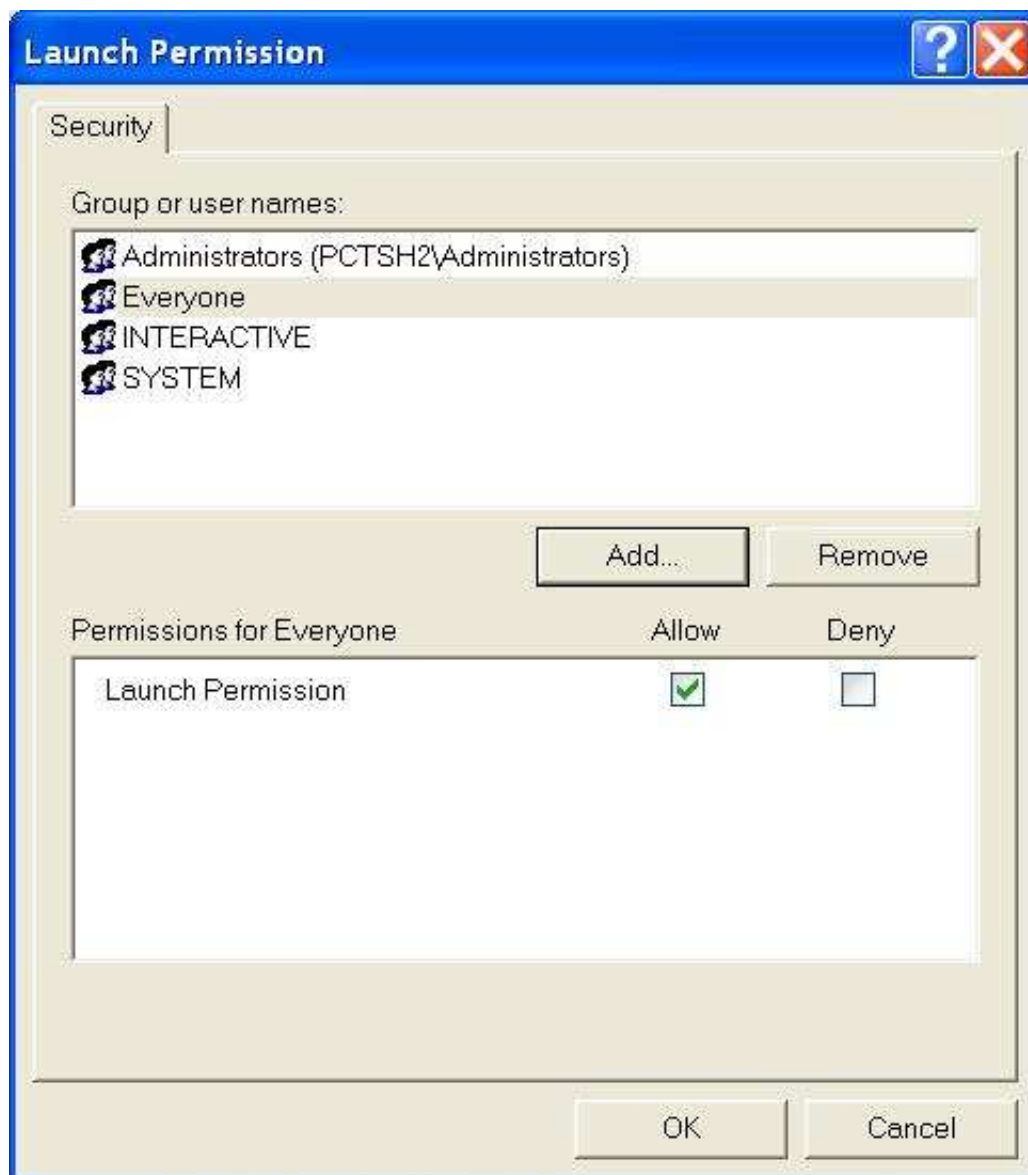 Launch Permission
Security
Group or user names:
Administrators (PCTSH2\Administrators)
Everyone
INTERACTIVE
SYSTEM
Add... Remove
Permissions for Everyone Allow Deny
Launch Permission
OK Cancel